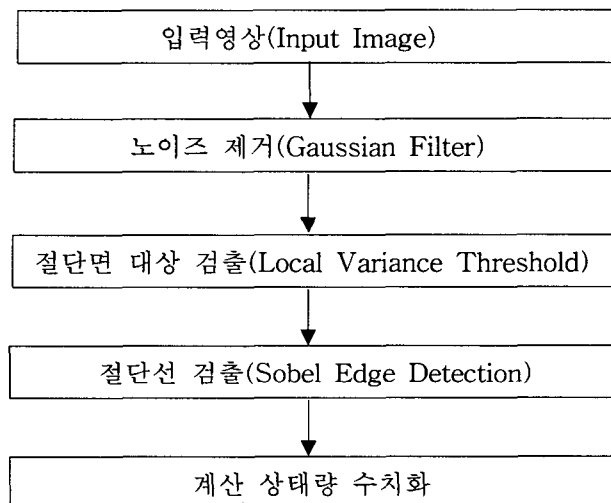 입력영상(Input Image)
노이즈 제거(Gaussian Filter)
절단면 대상 검출(Local Variance Threshold)
절단선 검출(Sobel Edge Detection)
계산 상태량 수치화